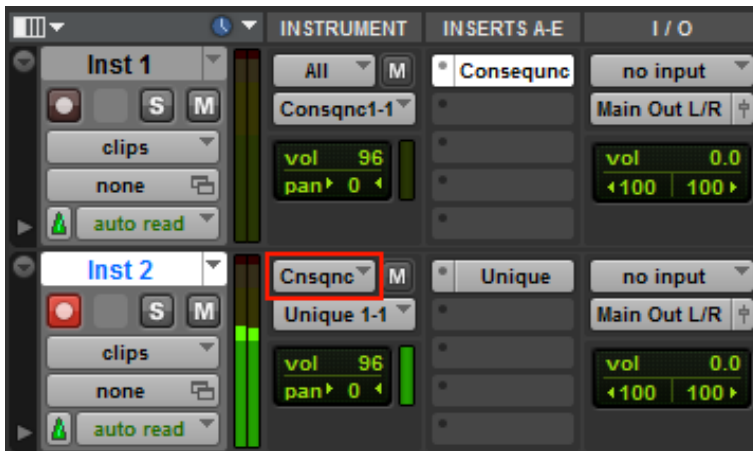 INSTRUMENT INSERTS A-E I / O
Inst 1 All M Consequnc no input
S M Consqnc1-1 Main Out L/R
clips vol 96 vol 0.0
none pan 0 100 100
auto read
Inst 2 Cnsqnc M Unique no input
S M Unique 1-1 Main Out L/R
clips vol 96 vol 0.0
none pan 0 100 100
auto read